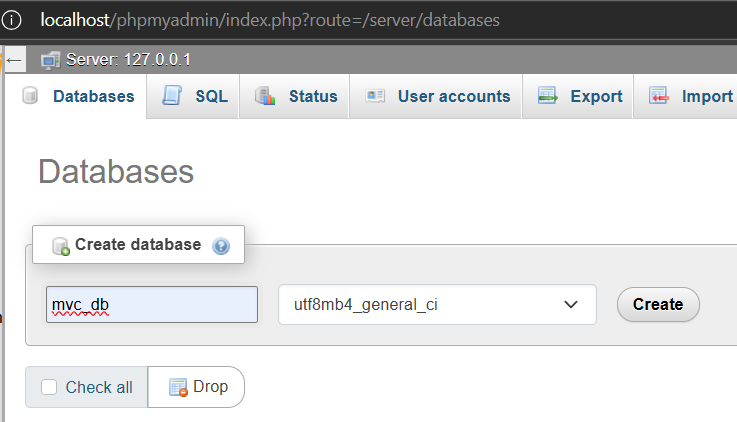 localhost/phpmyadmin/index.php?route=/server/databases
Server: 127.0.0.1
Databases SQL Status User accounts Export Import
Databases
Create database
mvc_db utf8mb4_general_ci Create
Check all Drop